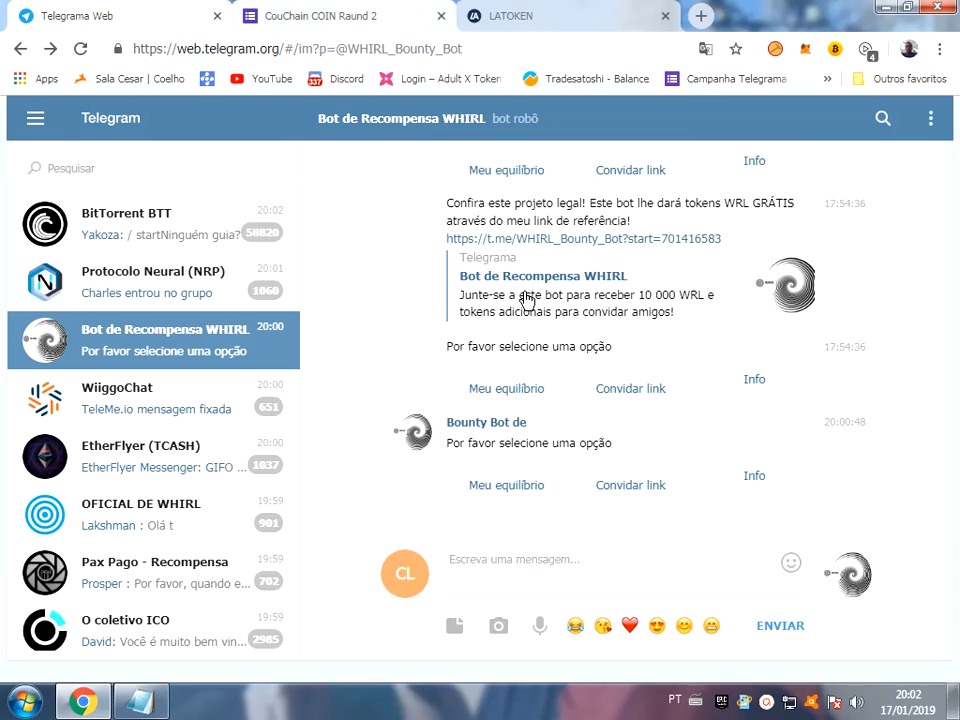 Telegrama Web
CouChain COIN Raund 2
LATOKEN
https://web.telegram.org/#/im?p=@WHIRL_Bounty_Bot
4
Apps
Sala Cesar | Coelho
YouTube
337
Discord
Login – Adult X Token
Tradesatoshi - Balance
Campanha Telegrama
»
Outros favoritos
Telegram
Bot de Recompensa WHIRL bot robô
Pesquisar
BitTorrent BTT 20:02
Yakoza: / startNinguém guia? 58820
Protocolo Neural (NRP) 20:01
Charles entrou no grupo 1060
Bot de Recompensa WHIRL 20:00
Por favor selecione uma opção
WiiggoChat 20:00
TeleMe.io mensagem fixada 651
EtherFlyer (TCASH) 20:00
EtherFlyer Messenger: GIFO ... 1037
OFICIAL DE WHIRL 19:59
Lakshman : Olá t 901
Pax Pago - Recompensa 19:59
Prosper : Por favor, quando e... 702
O coletivo ICO 19:59
David: Você é muito bem vin... 2985
Meu equilíbrio Convidar link Info
Confira este projeto legal! Este bot lhe dará tokens WRL GRÁTIS 17:54:36
através do meu link de referência!
https://t.me/WHIRL_Bounty_Bot?start=701416583
Telegrama
Bot de Recompensa WHIRL
Junte-se a este bot para receber 10 000 WRL e
tokens adicionais para convidar amigos!
Por favor selecione uma opção 17:54:36
Meu equilíbrio Convidar link Info
Bounty Bot de 20:00:48
Por favor selecione uma opção
Meu equilíbrio Convidar link Info
CL
Escreva uma mensagem...
ENVIAR
PT
20:02
17/01/2019